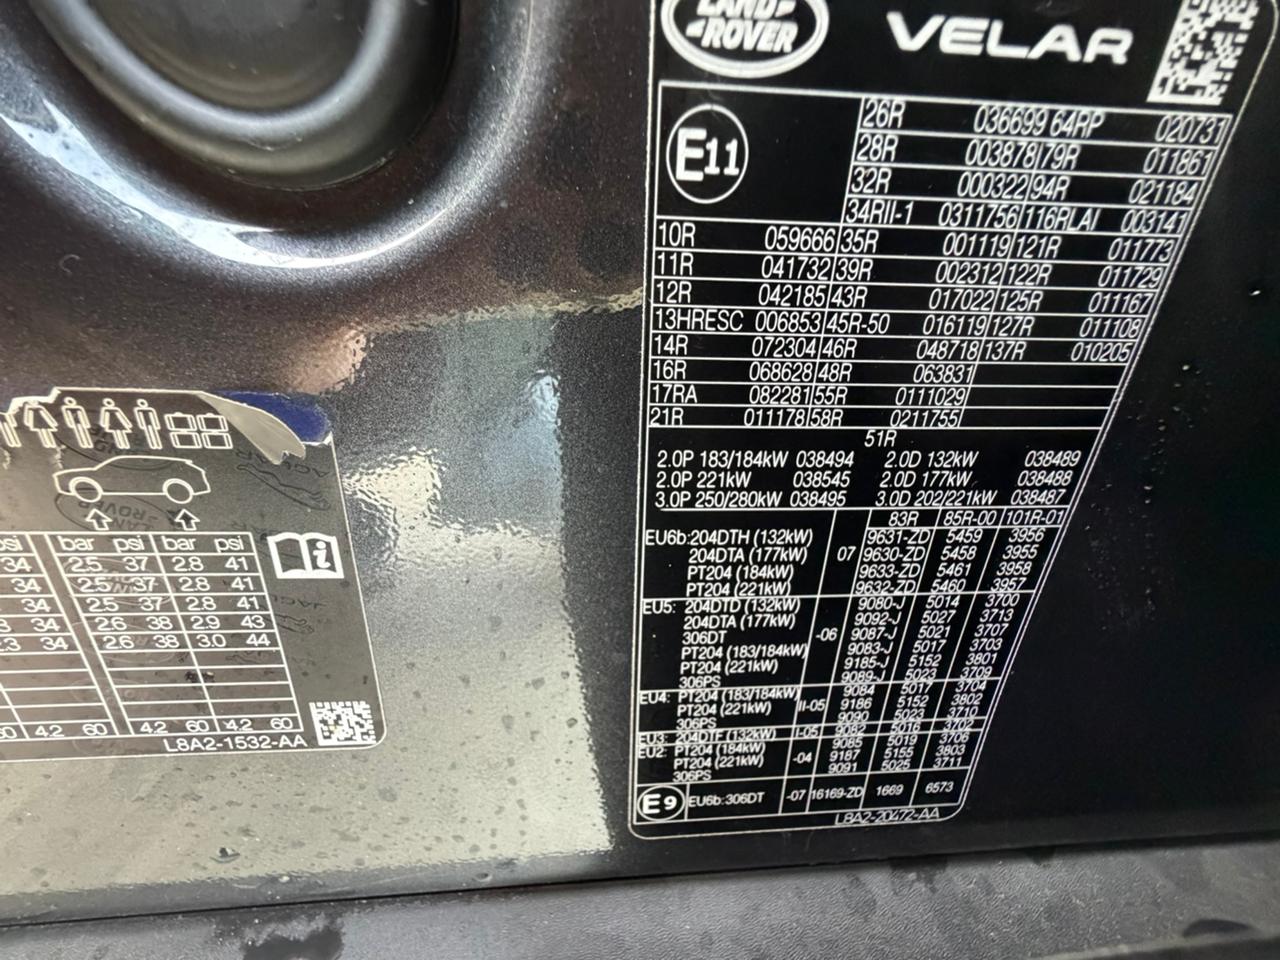 LAND
ROVER
VELAR
E11
26R 036699 64RP 020731
28R 003878 79R 011861
32R 000322 94R 021184
34RII-1 0311756 116RLAI 003141
10R 059666 35R 001119 121R 011773
11R 041732 39R 002312 122R 011729
12R 042185 43R 017022 125R 011167
13HRESC 006853 45R-50 016119 127R 011108
14R 072304 46R 048718 137R 010205
16R 068628 48R 063831
17RA 082281 55R 0111029
21R 011178 58R 0211755
51R
2.0P 183/184kW 038494 2.0D 132kW 038489
2.0P 221kW 038545 2.0D 177kW 038488
3.0P 250/280kW 038495 3.0D 202/221kW 038487
83R 85R-00 101R-01
EU6b: 204DTH (132kW) 07 9631-ZD 5459 3956
204DTA (177kW) 9630-ZD 5458 3955
PT204 (184kW) 9633-ZD 5461 3958
PT204 (221kW) 9632-ZD 5460 3957
EU5: 204DTD (132kW) -06 9080-J 5014 3700
204DTA (177kW) 9092-J 5027 3713
306DT 9087-J 5021 3707
PT204 (183/184kW) 9083-J 5017 3703
PT204 (221kW) 9185-J 5152 3801
306PS 9089-J 5023 3709
EU4: PT204 (183/184kW) II-05 9084 5017 3704
PT204 (221kW) 9186 5152 3802
306PS 9090 5023 3710
EU3: 204DTF (132kW) I-05 9082 5016 3702
EU2: PT204 (184kW) -04 9085 5019 3706
PT204 (221kW) 9187 5155 3803
306PS 9091 5025 3711
E9 EU6b: 306DT -07 16169-ZD 1669 6573
L8A2-20472-AA
JAGUAR
LAND
ROVER
psi bar psi bar psi
34 2.5 37 2.8 41
34 2.5 37 2.8 41
34 2.5 37 2.8 41
34 2.6 38 2.9 43
34 2.6 38 3.0 44
4.2 60 4.2 60 4.2 60
L8A2-1532-AA